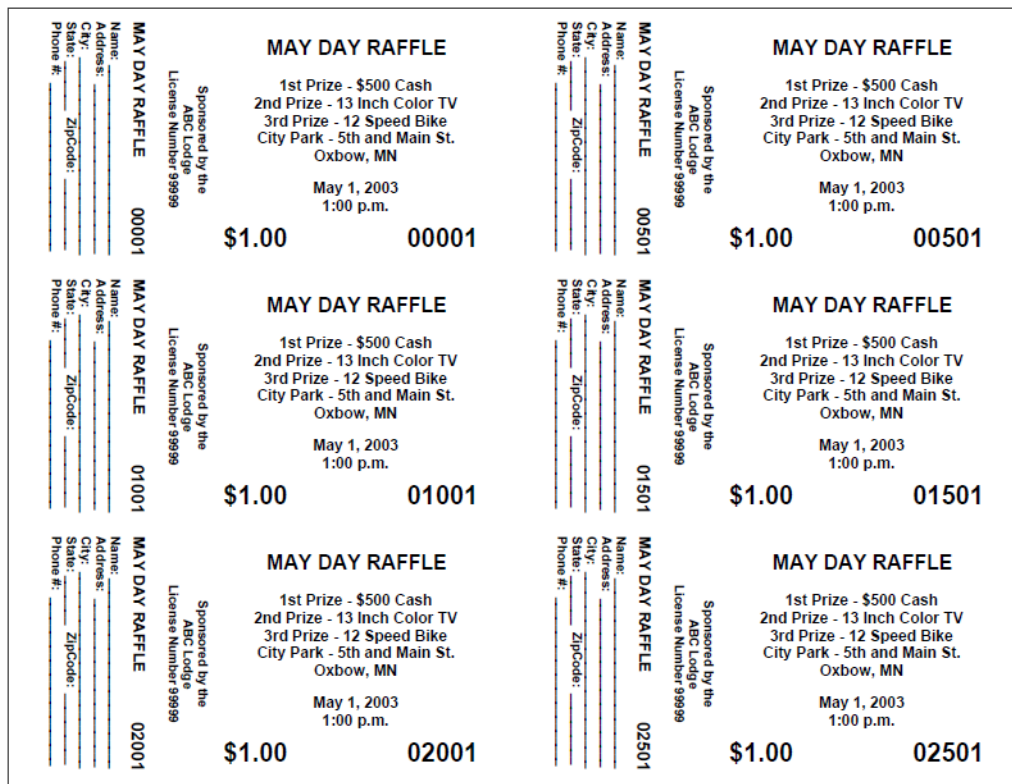 MAY DAY RAFFLE 00001
Name:
Address:
City:
State: ZipCode:
Phone #:
Sponsored by the
ABC Lodge
License Number 99999
MAY DAY RAFFLE
1st Prize - $500 Cash
2nd Prize - 13 Inch Color TV
3rd Prize - 12 Speed Bike
City Park - 5th and Main St.
Oxbow, MN
May 1, 2003
1:00 p.m.
$1.00 00001
MAY DAY RAFFLE 00501
Name:
Address:
City:
State: ZipCode:
Phone #:
Sponsored by the
ABC Lodge
License Number 99999
MAY DAY RAFFLE
1st Prize - $500 Cash
2nd Prize - 13 Inch Color TV
3rd Prize - 12 Speed Bike
City Park - 5th and Main St.
Oxbow, MN
May 1, 2003
1:00 p.m.
$1.00 00501
MAY DAY RAFFLE 01001
Name:
Address:
City:
State: ZipCode:
Phone #:
Sponsored by the
ABC Lodge
License Number 99999
MAY DAY RAFFLE
1st Prize - $500 Cash
2nd Prize - 13 Inch Color TV
3rd Prize - 12 Speed Bike
City Park - 5th and Main St.
Oxbow, MN
May 1, 2003
1:00 p.m.
$1.00 01001
MAY DAY RAFFLE 01501
Name:
Address:
City:
State: ZipCode:
Phone #:
Sponsored by the
ABC Lodge
License Number 99999
MAY DAY RAFFLE
1st Prize - $500 Cash
2nd Prize - 13 Inch Color TV
3rd Prize - 12 Speed Bike
City Park - 5th and Main St.
Oxbow, MN
May 1, 2003
1:00 p.m.
$1.00 01501
MAY DAY RAFFLE 02001
Name:
Address:
City:
State: ZipCode:
Phone #:
Sponsored by the
ABC Lodge
License Number 99999
MAY DAY RAFFLE
1st Prize - $500 Cash
2nd Prize - 13 Inch Color TV
3rd Prize - 12 Speed Bike
City Park - 5th and Main St.
Oxbow, MN
May 1, 2003
1:00 p.m.
$1.00 02001
MAY DAY RAFFLE 02501
Name:
Address:
City:
State: ZipCode:
Phone #:
Sponsored by the
ABC Lodge
License Number 99999
MAY DAY RAFFLE
1st Prize - $500 Cash
2nd Prize - 13 Inch Color TV
3rd Prize - 12 Speed Bike
City Park - 5th and Main St.
Oxbow, MN
May 1, 2003
1:00 p.m.
$1.00 02501